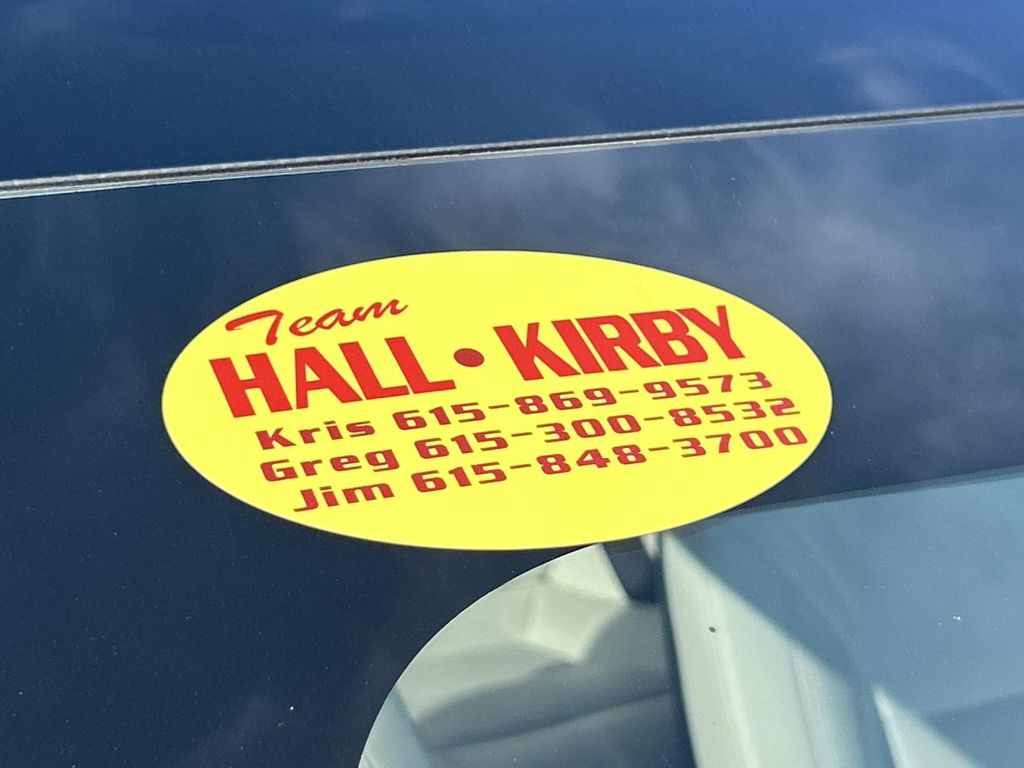 Team
HALL • KIRBY
Kris 615-869-9573
Greg 615-300-8532
Jim 615-848-3700